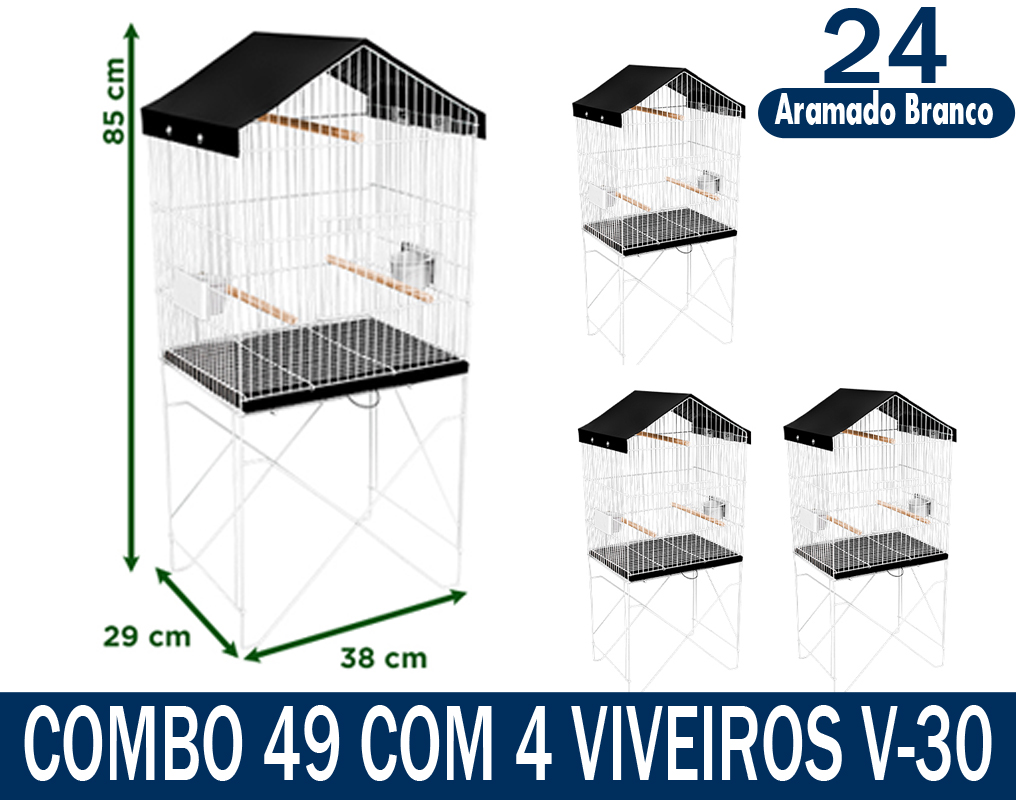 24
Aramado Branco
85 cm
29 cm
38 cm
COMBO 49 COM 4 VIVEIROS V-30